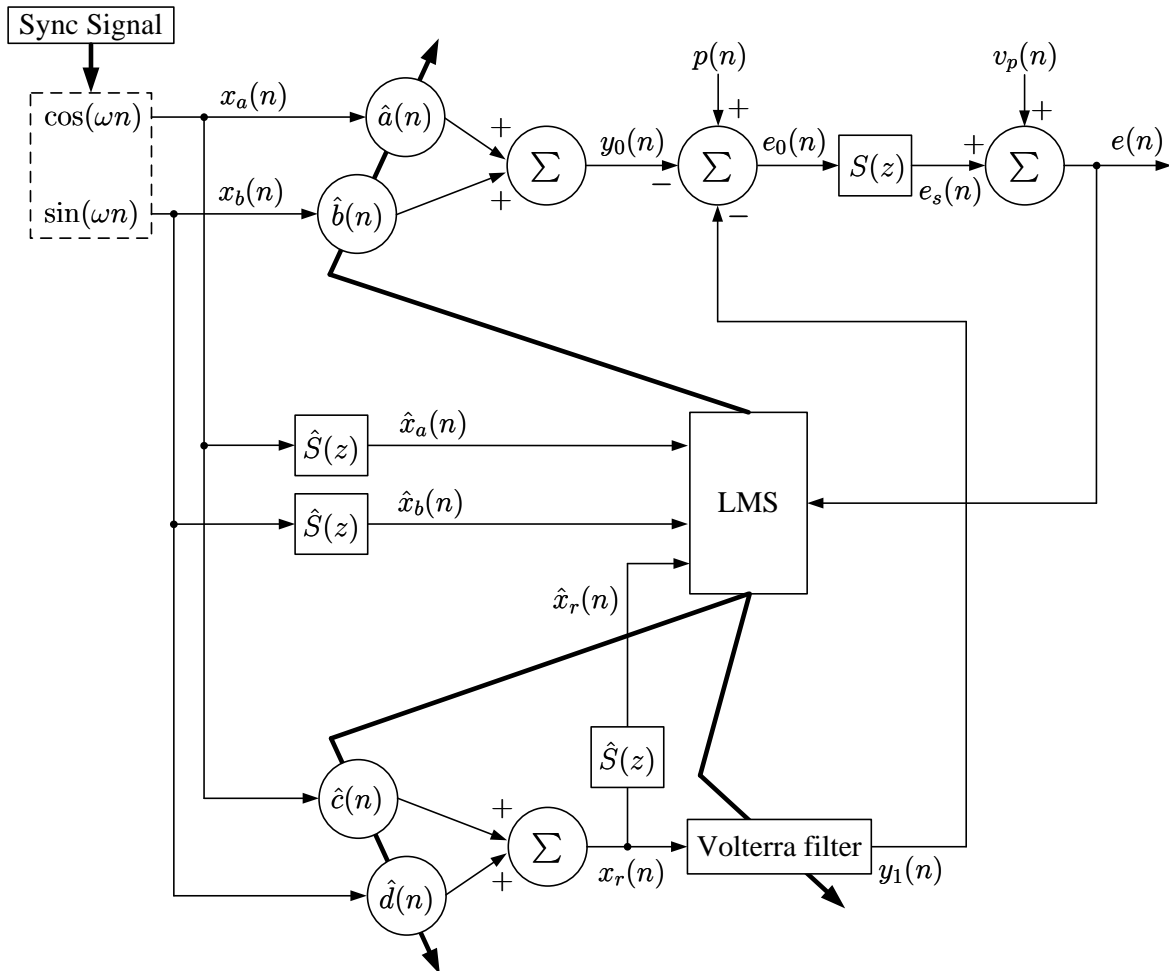 Sync Signal
cos(ωn)
sin(ωn)
x_a(n)
x_b(n)
â(n)
b̂(n)
+
+
Σ
y_0(n)
−
p(n)
+
Σ
−
e_0(n)
S(z)
e_s(n)
+
v_p(n)
+
Σ
e(n)
Ŝ(z)
x̂_a(n)
Ŝ(z)
x̂_b(n)
LMS
x̂_r(n)
Ŝ(z)
ĉ(n)
d̂(n)
+
+
Σ
x_r(n)
Volterra filter
y_1(n)